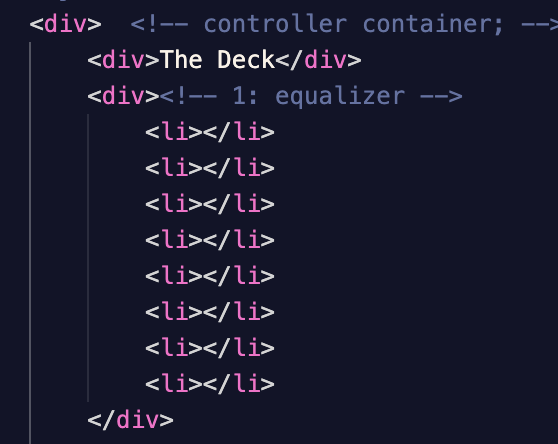 <div>  <!-- controller container; -->
<div>The Deck</div>
<div><!-- 1: equalizer -->
<li></li>
<li></li>
<li></li>
<li></li>
<li></li>
<li></li>
<li></li>
<li></li>
</div>